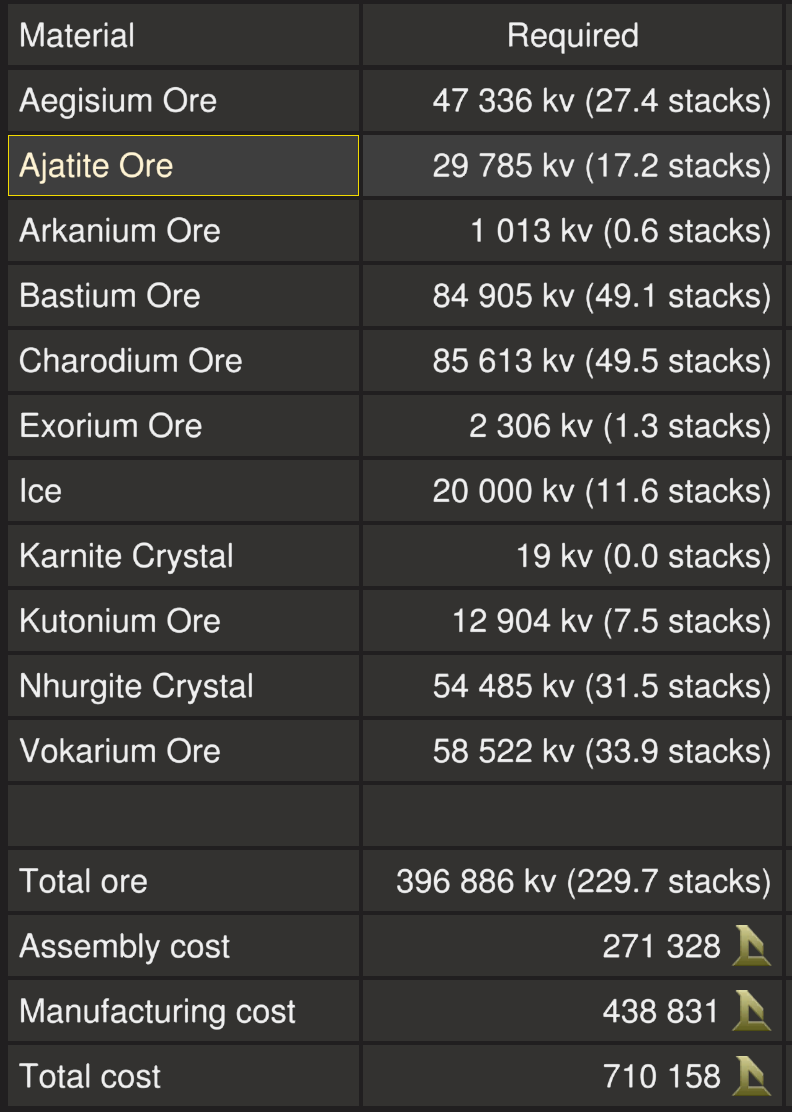 Material Required
Aegisium Ore 47 336 kv (27.4 stacks)
Ajatite Ore 29 785 kv (17.2 stacks)
Arkanium Ore 1 013 kv (0.6 stacks)
Bastium Ore 84 905 kv (49.1 stacks)
Charodium Ore 85 613 kv (49.5 stacks)
Exorium Ore 2 306 kv (1.3 stacks)
Ice 20 000 kv (11.6 stacks)
Karnite Crystal 19 kv (0.0 stacks)
Kutonium Ore 12 904 kv (7.5 stacks)
Nhurgite Crystal 54 485 kv (31.5 stacks)
Vokarium Ore 58 522 kv (33.9 stacks)
Total ore 396 886 kv (229.7 stacks)
Assembly cost 271 328
Manufacturing cost 438 831
Total cost 710 158